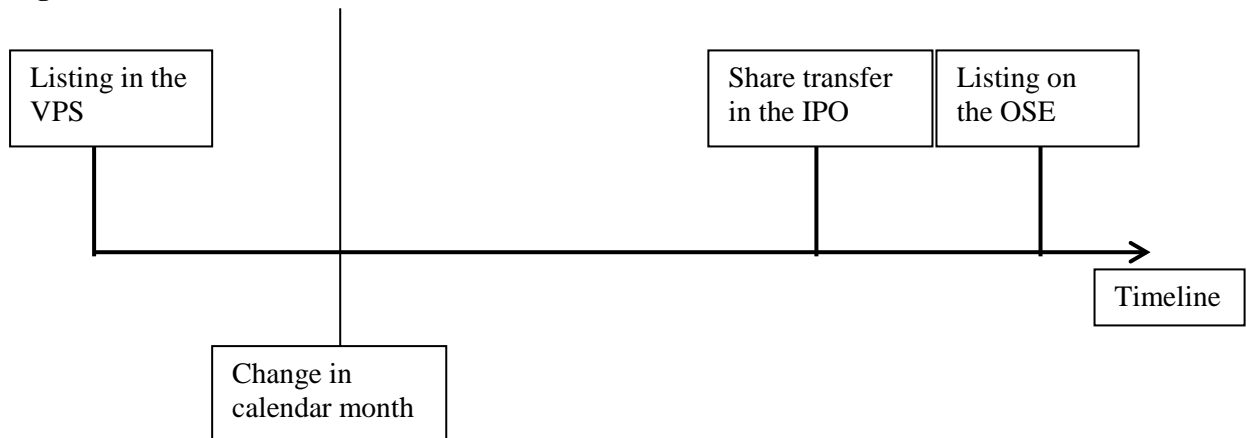 Listing in the
VPS
Share transfer
in the IPO
Listing on
the OSE
Timeline
Change in
calendar month